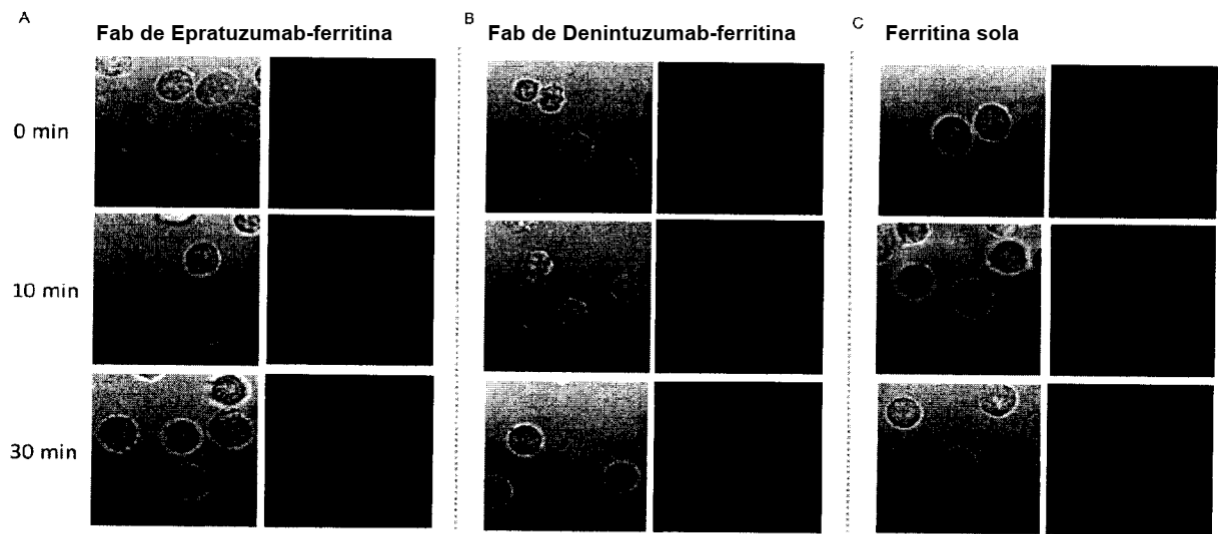 A
Fab de Epratuzumab-ferritina
B
Fab de Denintuzumab-ferritina
C
Ferritina sola
0 min
10 min
30 min